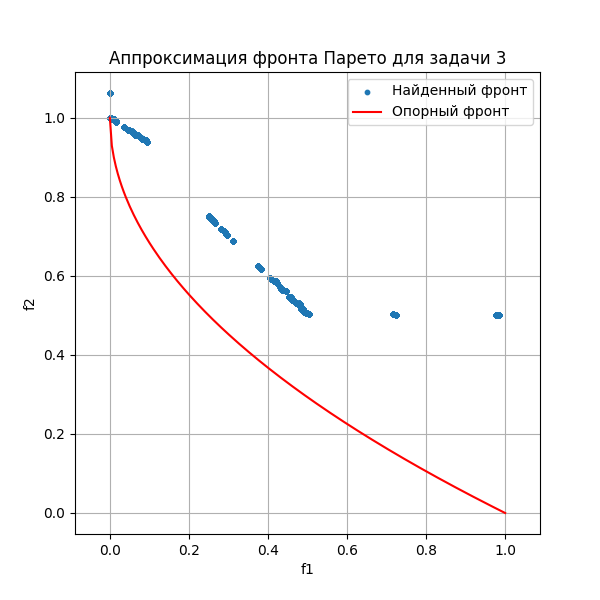 Аппроксимация фронта Парето для задачи 3
Найденный фронт
Опорный фронт
1.0
0.8
0.6
0.4
0.2
0.0
f2
0.0 0.2 0.4 0.6 0.8 1.0
f1